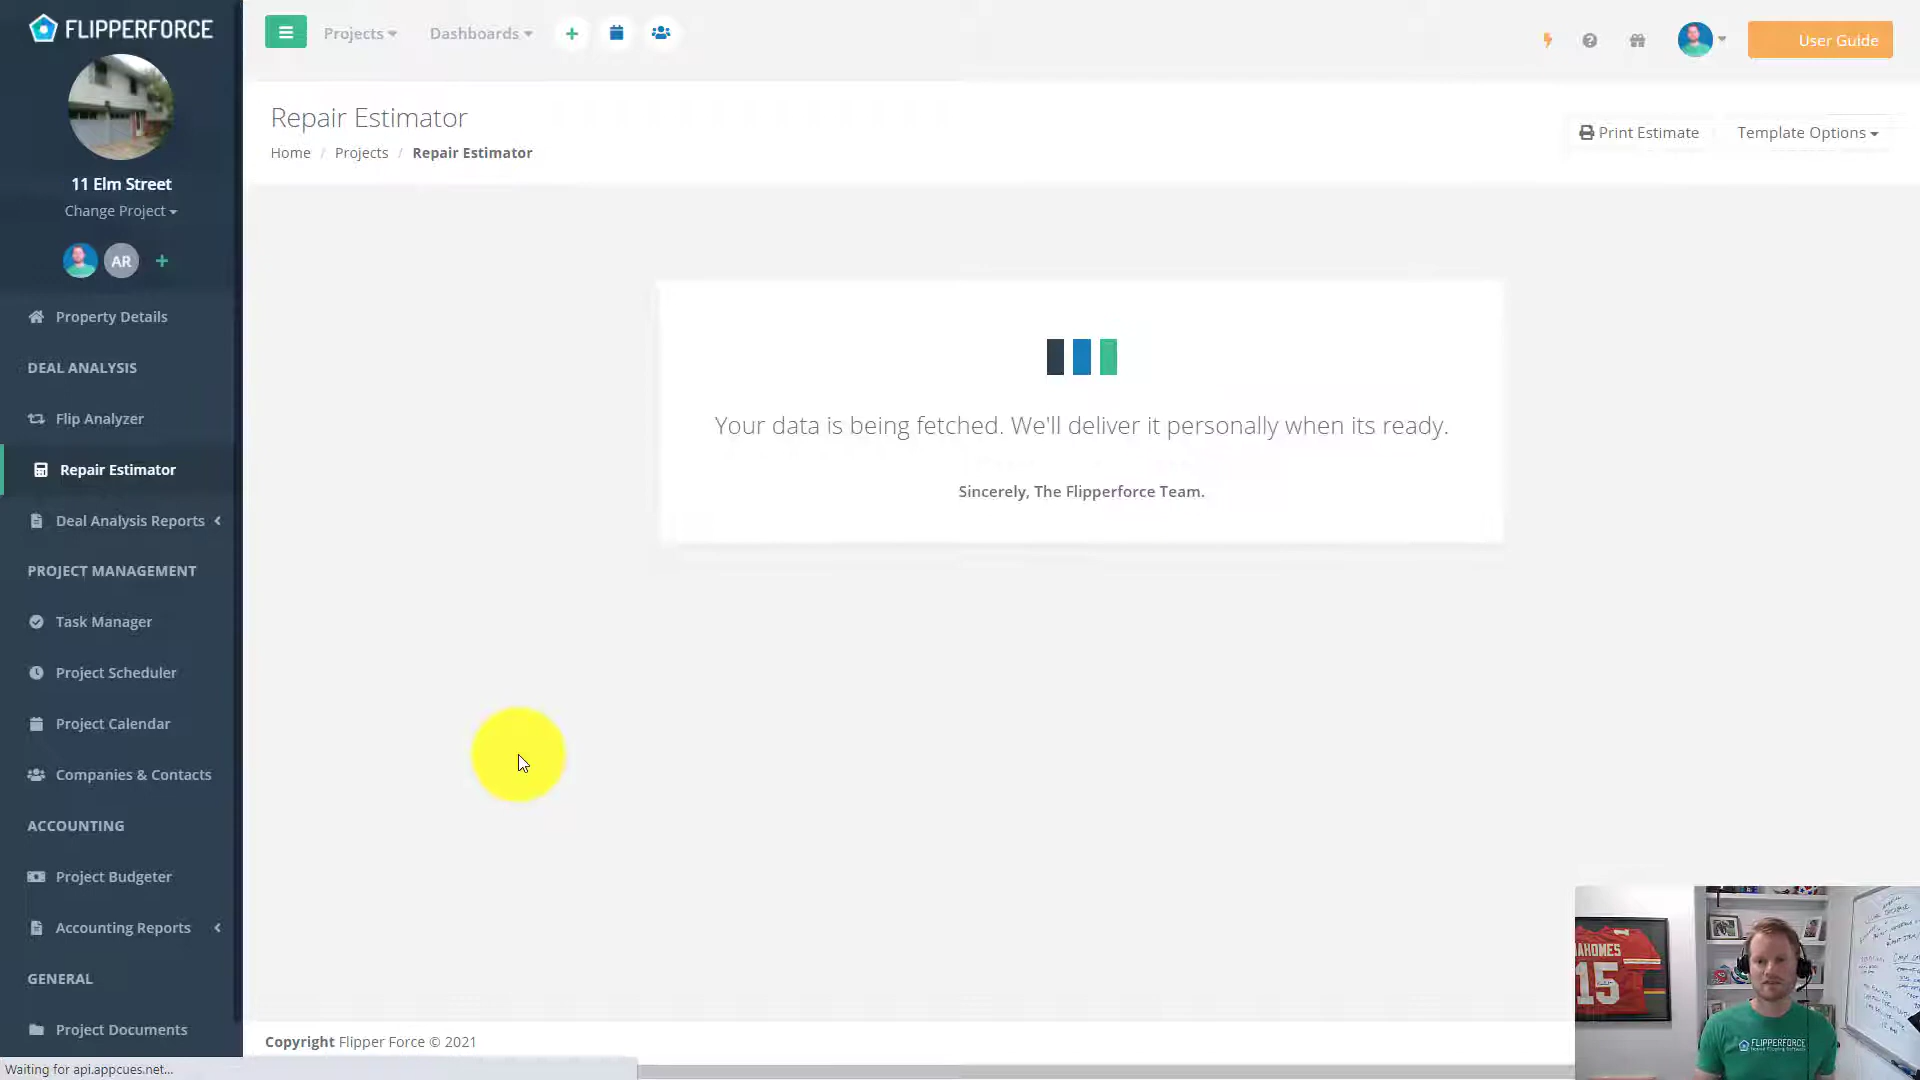 FLIPPERFORCE
Projects
Dashboards
User Guide
Repair Estimator
Home / Projects / Repair Estimator
Print Estimate
Template Options
11 Elm Street
Change Project
AR
Property Details
DEAL ANALYSIS
Flip Analyzer
Repair Estimator
Deal Analysis Reports
PROJECT MANAGEMENT
Task Manager
Project Scheduler
Project Calendar
Companies & Contacts
ACCOUNTING
Project Budgeter
Accounting Reports
GENERAL
Project Documents
Your data is being fetched. We'll deliver it personally when its ready.
Sincerely, The Flipperforce Team.
Copyright Flipper Force © 2021
Waiting for api.appcues.net...
AHOMES
15
FLIPPERFORCE